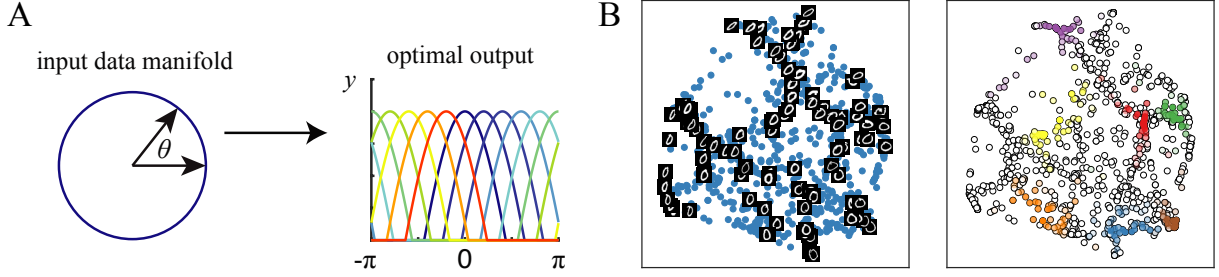 A
input data manifold
θ
optimal output
y
-π
0
π
B